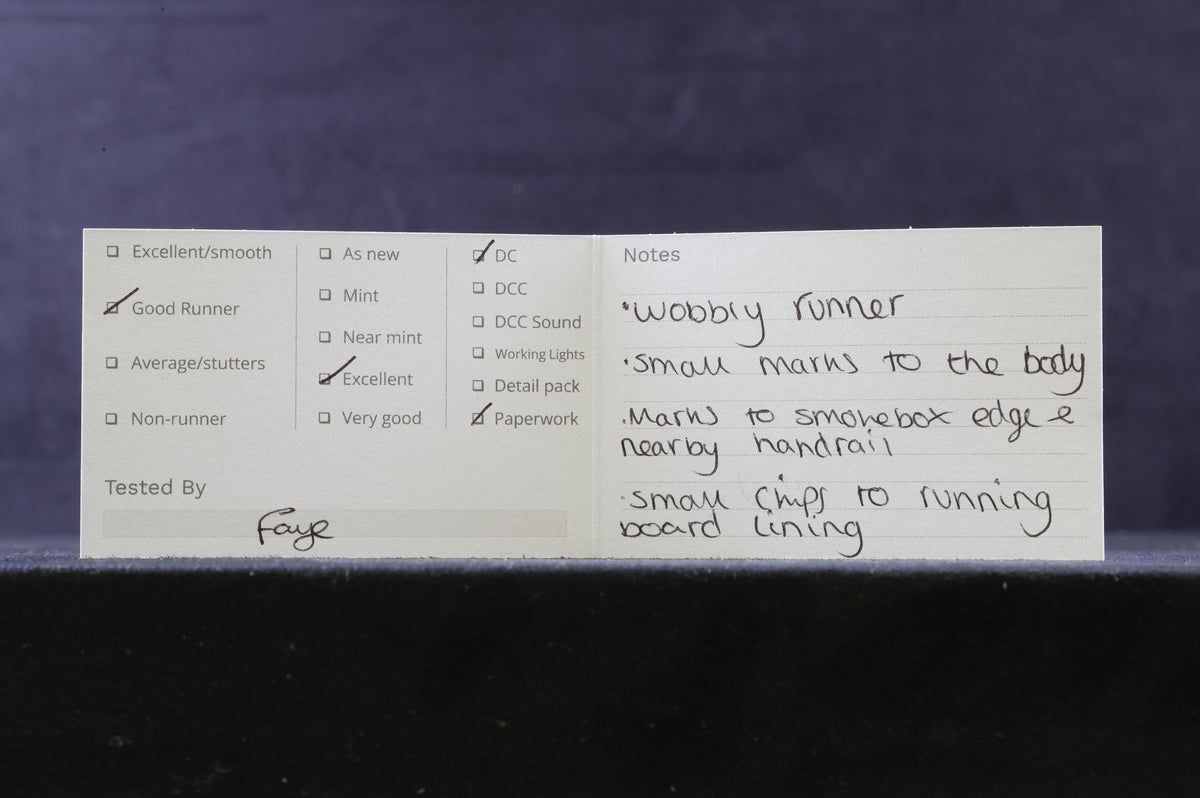 Excellent/smooth
Good Runner
Average/stutters
Non-runner
As new
Mint
Near mint
Excellent
Very good
DC
DCC
DCC Sound
Working Lights
Detail pack
Paperwork
Tested By
Faye
Notes
·wobbly runner
·small marks to the body
·Marks to smokebox edge &
nearby handrail
·small chips to running
board lining